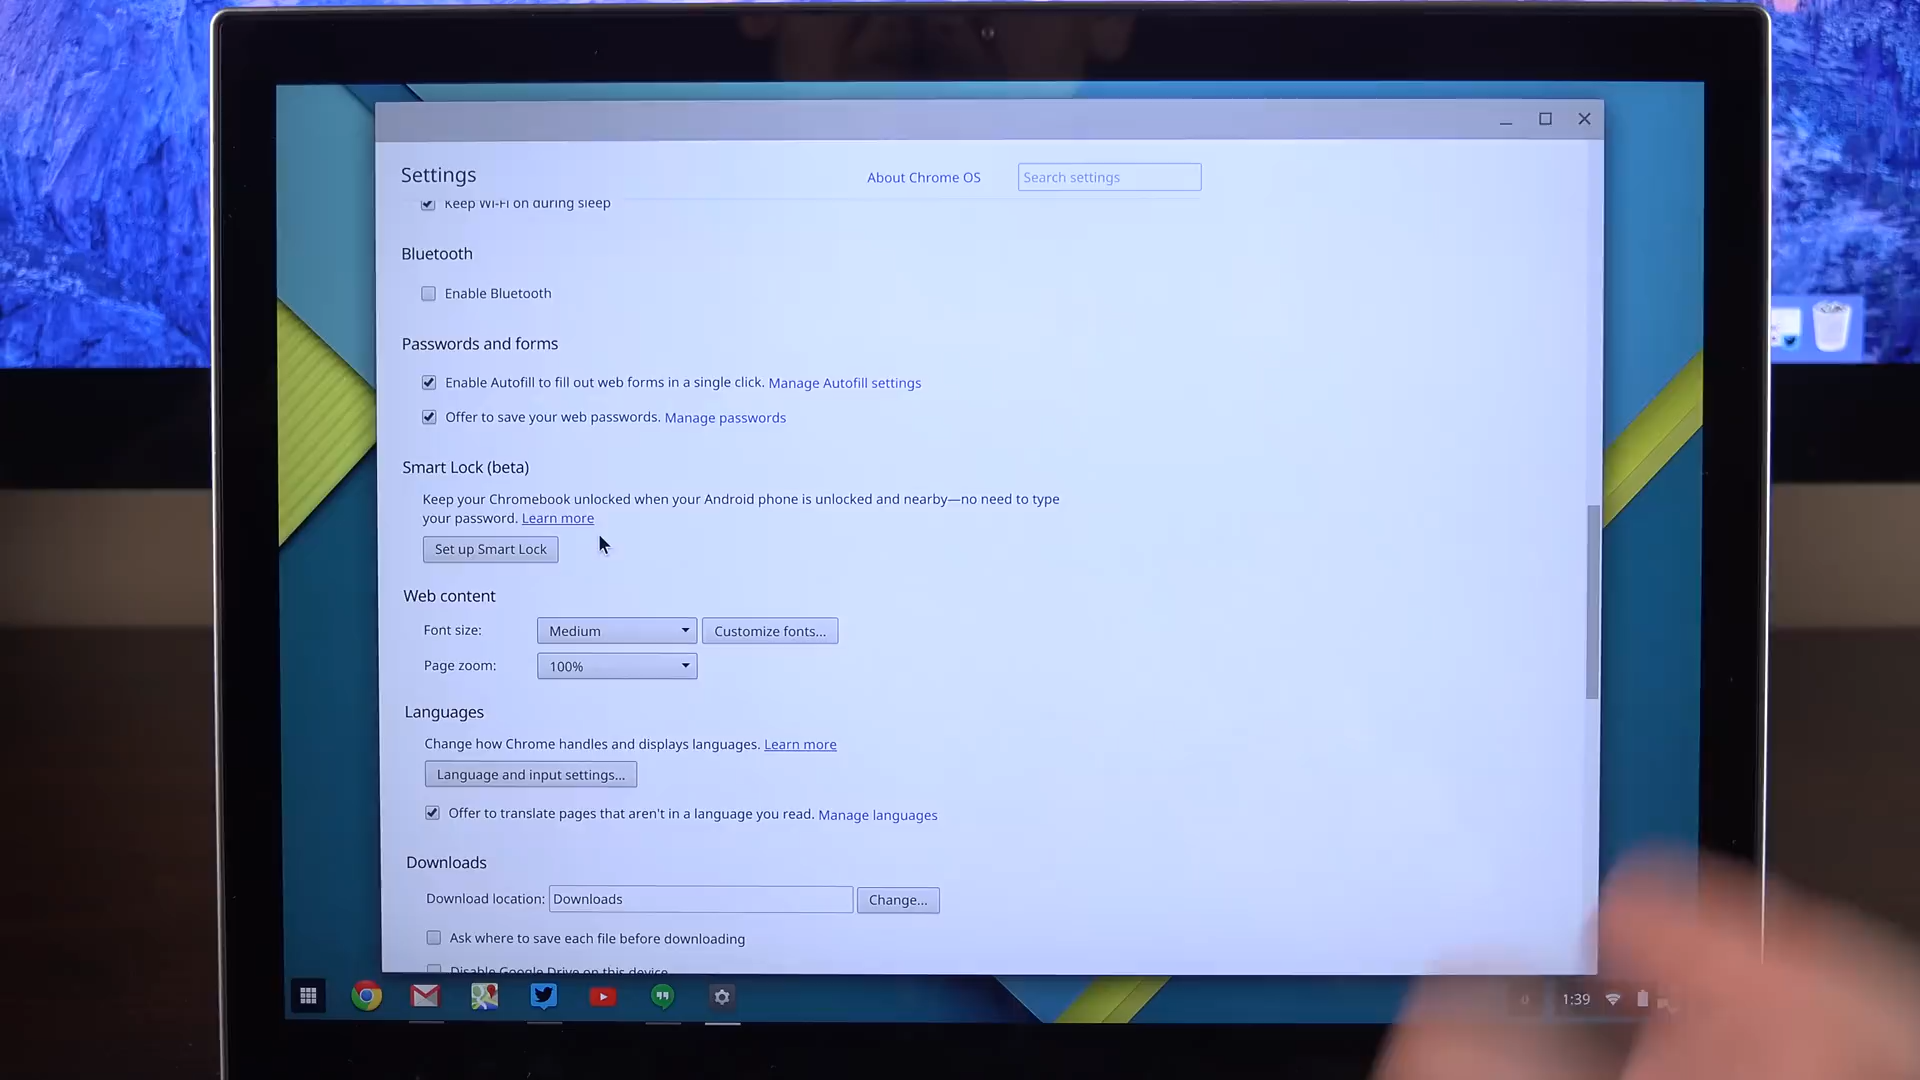 Settings
About Chrome OS
Search settings
Keep Wi-Fi on during sleep
Bluetooth
Enable Bluetooth
Passwords and forms
Enable Autofill to fill out web forms in a single click. Manage Autofill settings
Offer to save your web passwords. Manage passwords
Smart Lock (beta)
Keep your Chromebook unlocked when your Android phone is unlocked and nearby—no need to type
your password. Learn more
Set up Smart Lock
Web content
Font size: Medium Customize fonts...
Page zoom: 100%
Languages
Change how Chrome handles and displays languages. Learn more
Language and input settings...
Offer to translate pages that aren't in a language you read. Manage languages
Downloads
Download location: Downloads Change...
Ask where to save each file before downloading
Disable Google Drive on this device
1:39